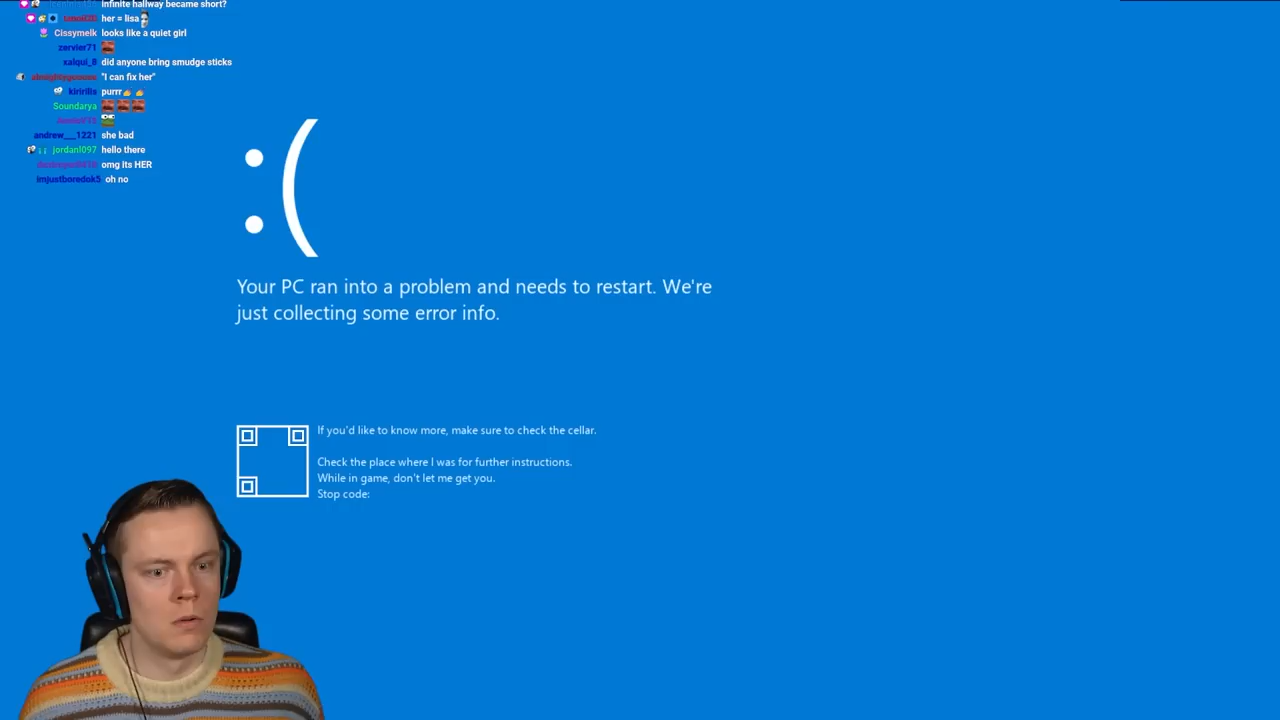 infinite hallway became short?
her = lisa
Cissymelk looks like a quiet girl
zervier71
xalqui_8 did anyone bring smudge sticks
"I can fix her"
kiririlis purrr
Soundarya
andrew___1221 she bad
jordanl097 hello there
omg its HER
imjustboredok5 oh no
:(
Your PC ran into a problem and needs to restart. We're
just collecting some error info.
If you'd like to know more, make sure to check the cellar.
Check the place where I was for further instructions.
While in game, don't let me get you.
Stop code: